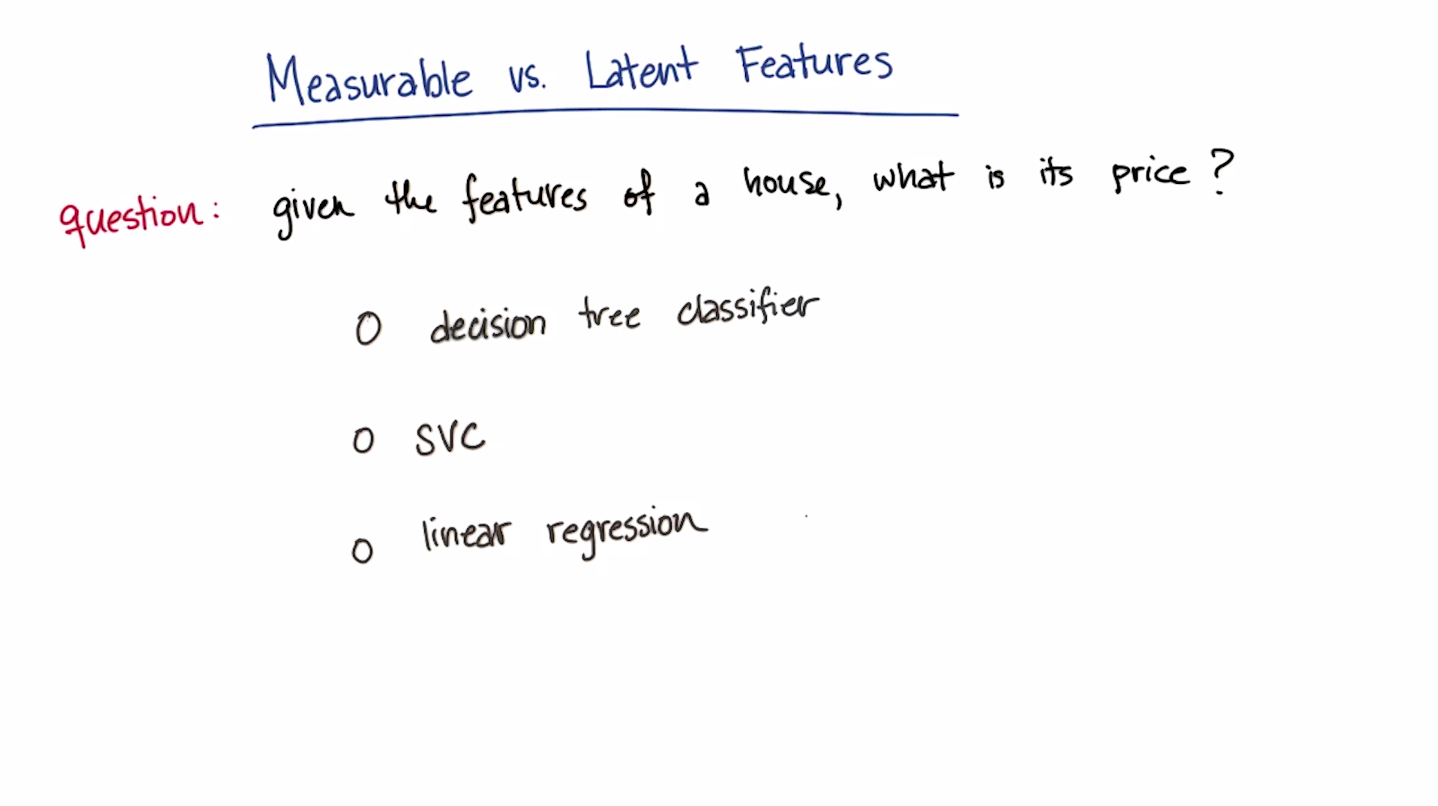 Measurable vs. Latent Features
question: given the features of a house, what is its price?
O decision tree classifier
O SVC
O linear regression